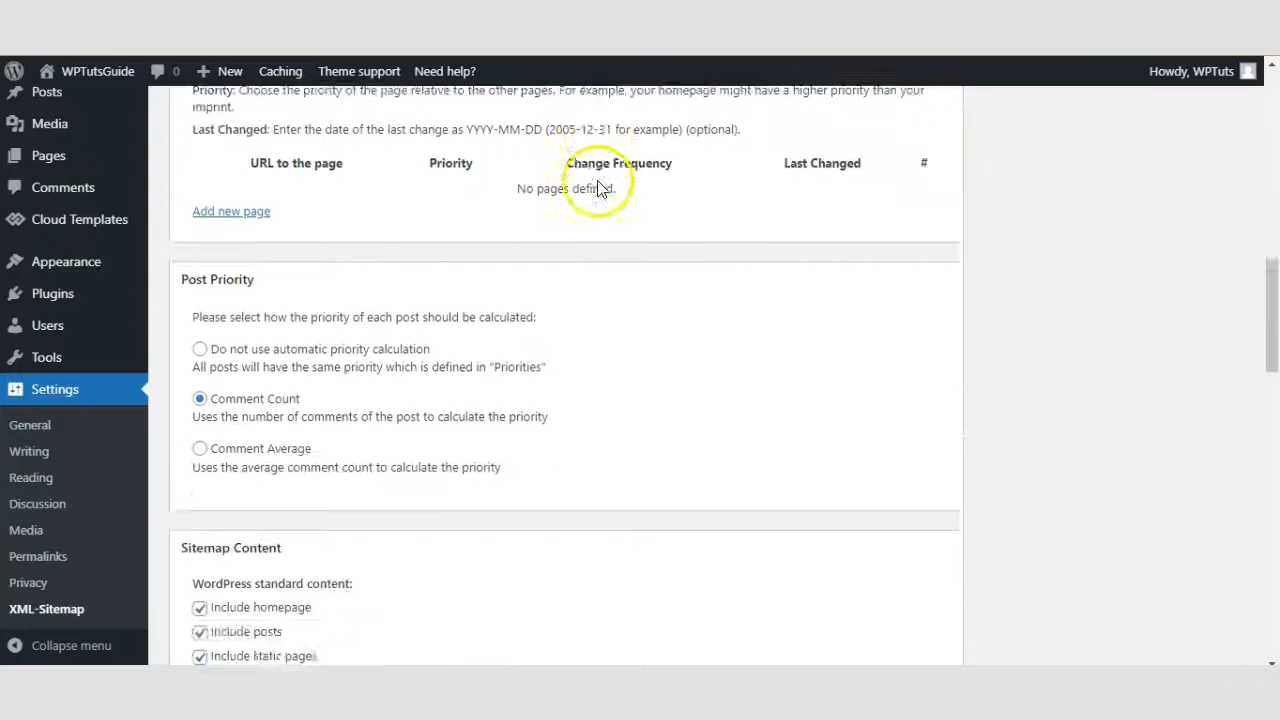 WPTutsGuide 0 New Caching Theme support Need help? Howdy, WPTuts
Posts
Media
Pages
Comments
Cloud Templates
Appearance
Plugins
Users
Tools
Settings
General
Writing
Reading
Discussion
Media
Permalinks
Privacy
XML-Sitemap
Collapse menu
Priority: Choose the priority of the page relative to the other pages. For example, your homepage might have a higher priority than your
imprint.
Last Changed: Enter the date of the last change as YYYY-MM-DD (2005-12-31 for example) (optional).
URL to the page Priority Change Frequency Last Changed #
No pages defined.
Add new page
Post Priority
Please select how the priority of each post should be calculated:
Do not use automatic priority calculation
All posts will have the same priority which is defined in "Priorities"
Comment Count
Uses the number of comments of the post to calculate the priority
Comment Average
Uses the average comment count to calculate the priority
Sitemap Content
WordPress standard content:
Include homepage
Include posts
Include static pages